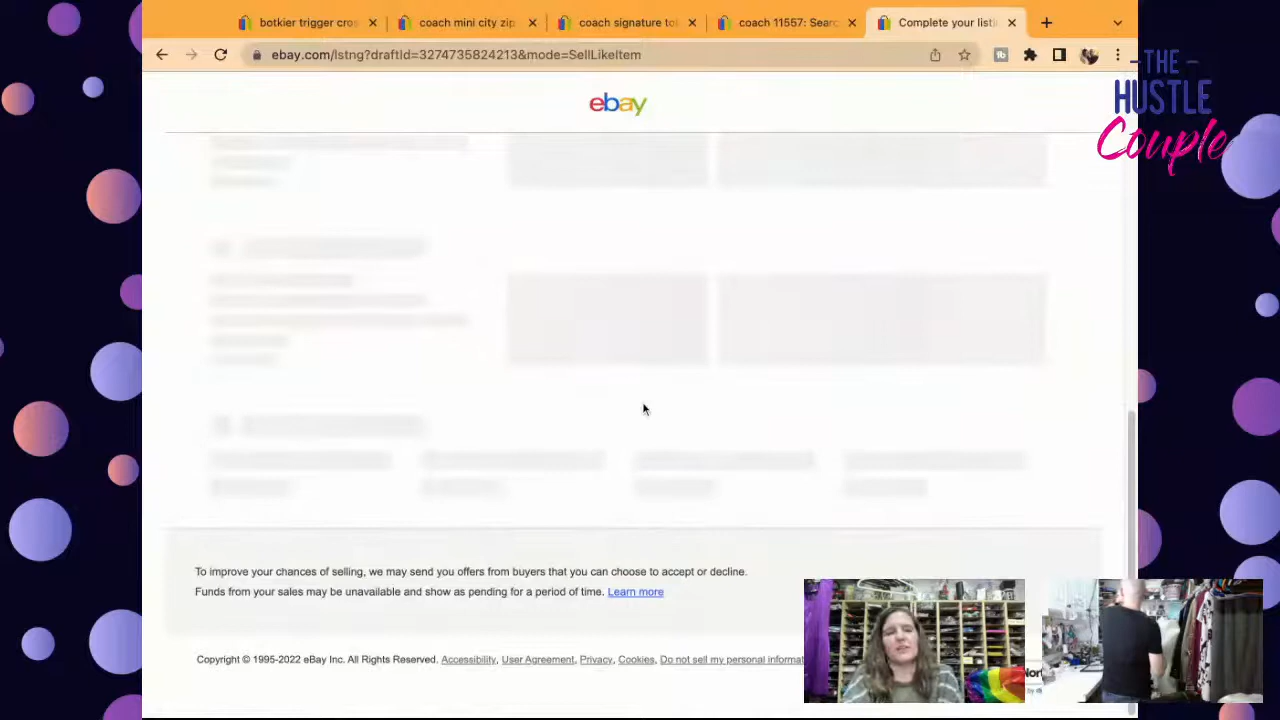 botkier trigger cros
coach mini city zip
coach signature to
coach 11557: Searc
Complete your listi
ebay.com/lstng?draftId=3274735824213&mode=SellLikeItem
THE
HUSTLE
Couple
ebay
To improve your chances of selling, we may send you offers from buyers that you can choose to accept or decline.
Funds from your sales may be unavailable and show as pending for a period of time. Learn more
Copyright © 1995-2022 eBay Inc. All Rights Reserved. Accessibility, User Agreement, Privacy, Cookies, Do not sell my personal informat
Nort